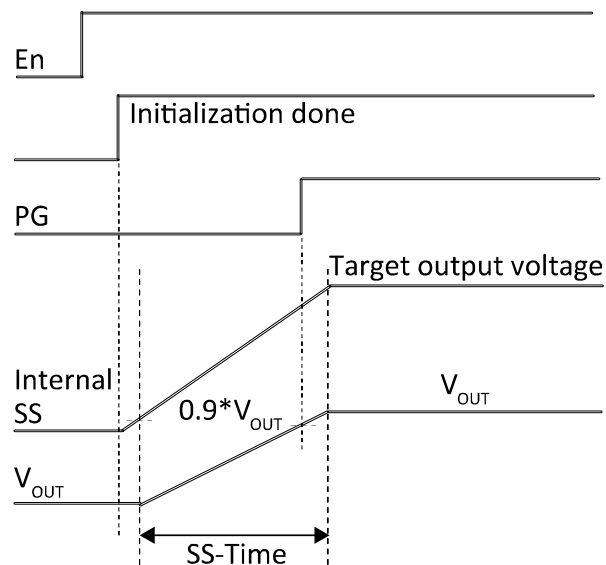 En
Initialization done
PG
Target output voltage
Internal
SS
0.9*VOUT
VOUT
VOUT
SS-Time